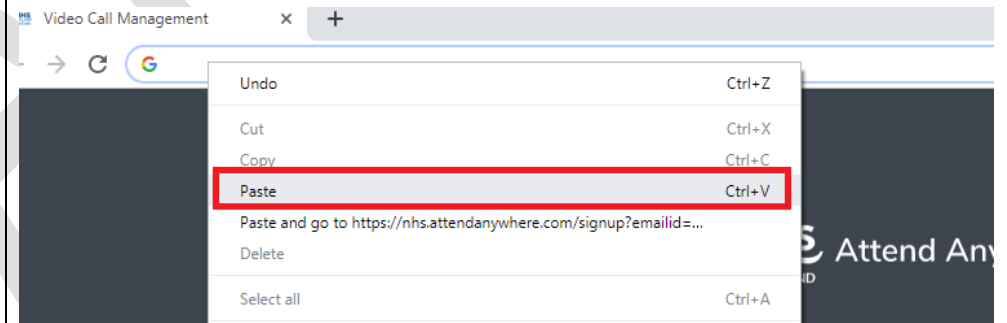 Video Call Management
Undo Ctrl+Z
Cut Ctrl+X
Copy Ctrl+C
Paste Ctrl+V
Paste and go to https://nhs.attendanywhere.com/signup?emailid=...
Delete
Attend Any
Select all Ctrl+A